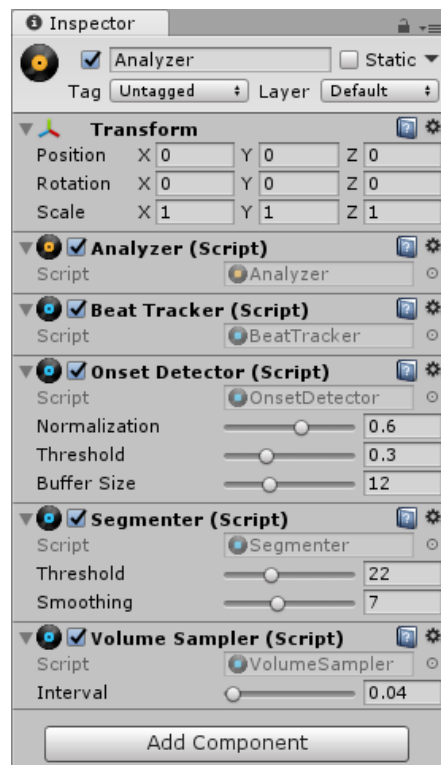 Inspector
Analyzer Static
Tag Untagged Layer Default
Transform
Position X 0 Y 0 Z 0
Rotation X 0 Y 0 Z 0
Scale X 1 Y 1 Z 1
Analyzer (Script)
Script Analyzer
Beat Tracker (Script)
Script BeatTracker
Onset Detector (Script)
Script OnsetDetector
Normalization 0.6
Threshold 0.3
Buffer Size 12
Segmenter (Script)
Script Segmenter
Threshold 22
Smoothing 7
Volume Sampler (Script)
Script VolumeSampler
Interval 0.04
Add Component